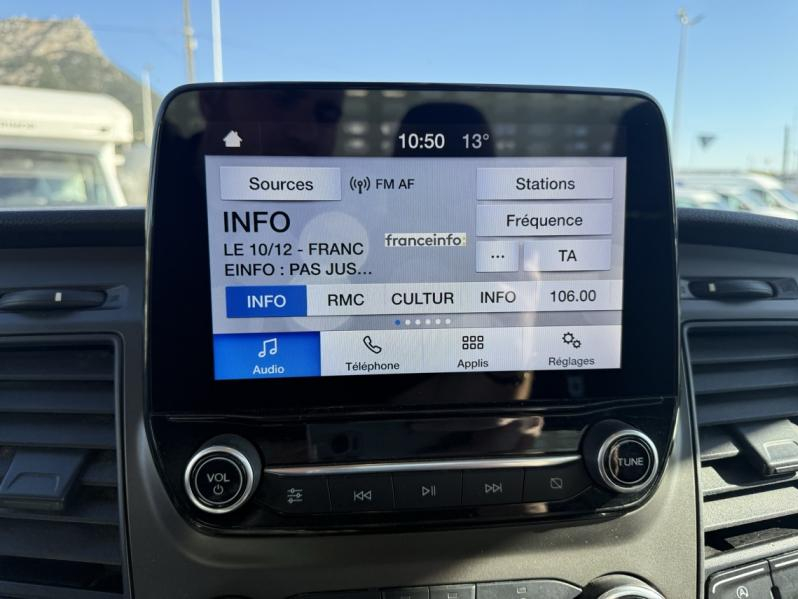 10:50 13°
Sources FM AF Stations
INFO
Fréquence
LE 10/12 - FRANC
EINFO : PAS JUS...
franceinfo:
... TA
INFO RMC CULTUR INFO 106.00
Audio Téléphone Applis Réglages
VOL
TUNE